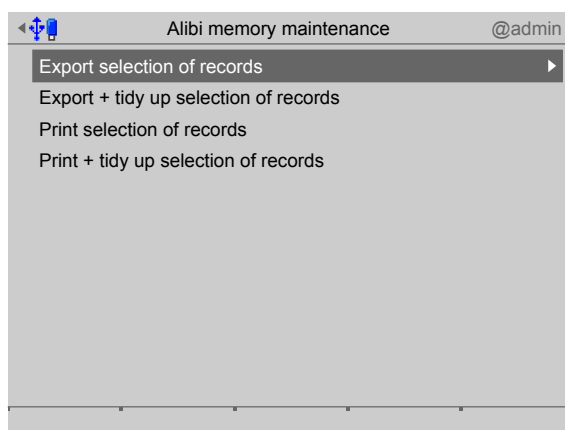 Alibi memory maintenance @admin
Export selection of records
Export + tidy up selection of records
Print selection of records
Print + tidy up selection of records